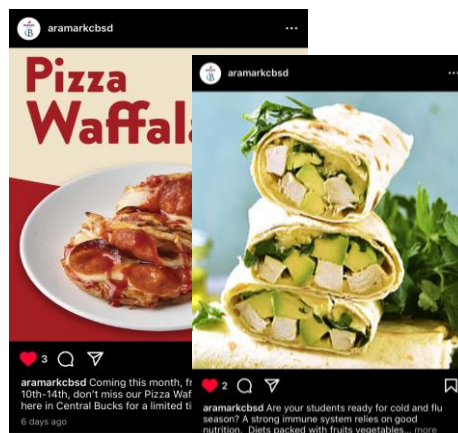 aramarkcbsd
Pizza
Waffal
3
aramarkcbsd Coming this month, fr
10th-14th, don't miss our Pizza Waf
here in Central Bucks for a limited ti
6 days ago
aramarkcbsd
2
aramarkcbsd Are your students ready for cold and flu
season? A strong immune system relies on good
nutrition. Diets packed with fruits vegetables... more